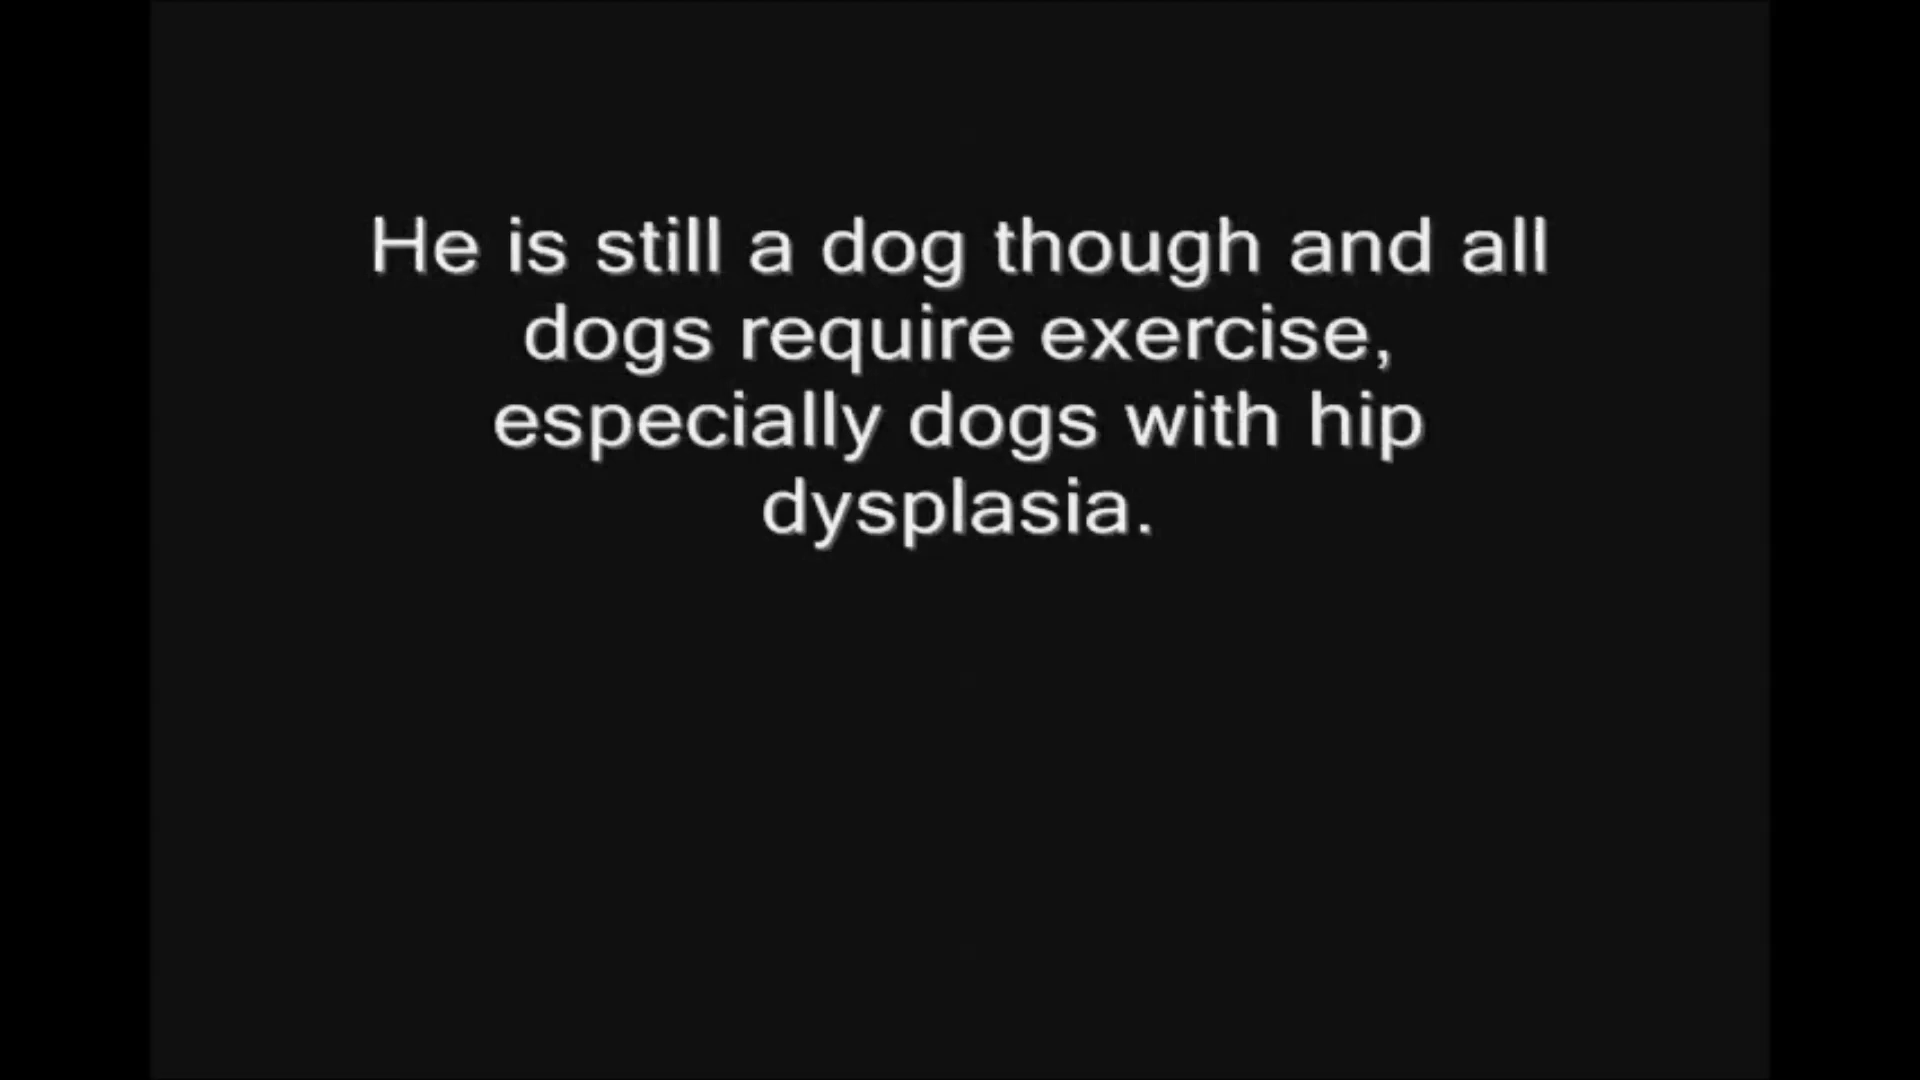 He is still a dog though and all
dogs require exercise,
especially dogs with hip
dysplasia.